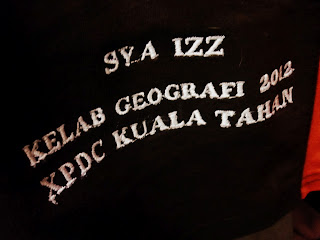 SYA IZZ
KELAB GEOGRAFI 2012
XPDC KUALA TAHAN